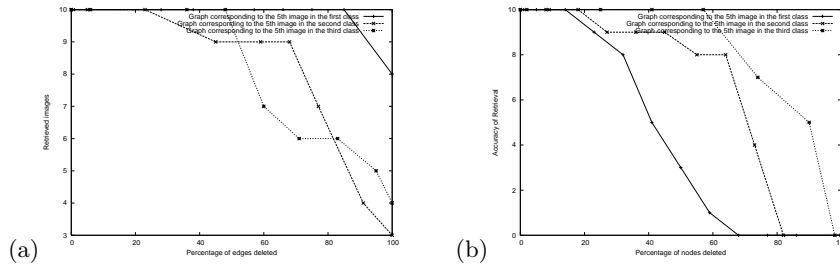 10
9
8
7
6
5
4
3
0
20
40
60
80
100
Retrieved images
Percentage of edges deleted
Graph corresponding to the 5th image in the first class
Graph corresponding to the 5th image in the second class
Graph corresponding to the 5th image in the third class
(a)
10
8
6
4
2
0
0
20
40
60
80
100
Accuracy of Retrieval
Percentage of nodes deleted
Graph corresponding to the 5th image in the first class
Graph corresponding to the 5th image in the second class
Graph corresponding to the 5th image in the third class
(b)